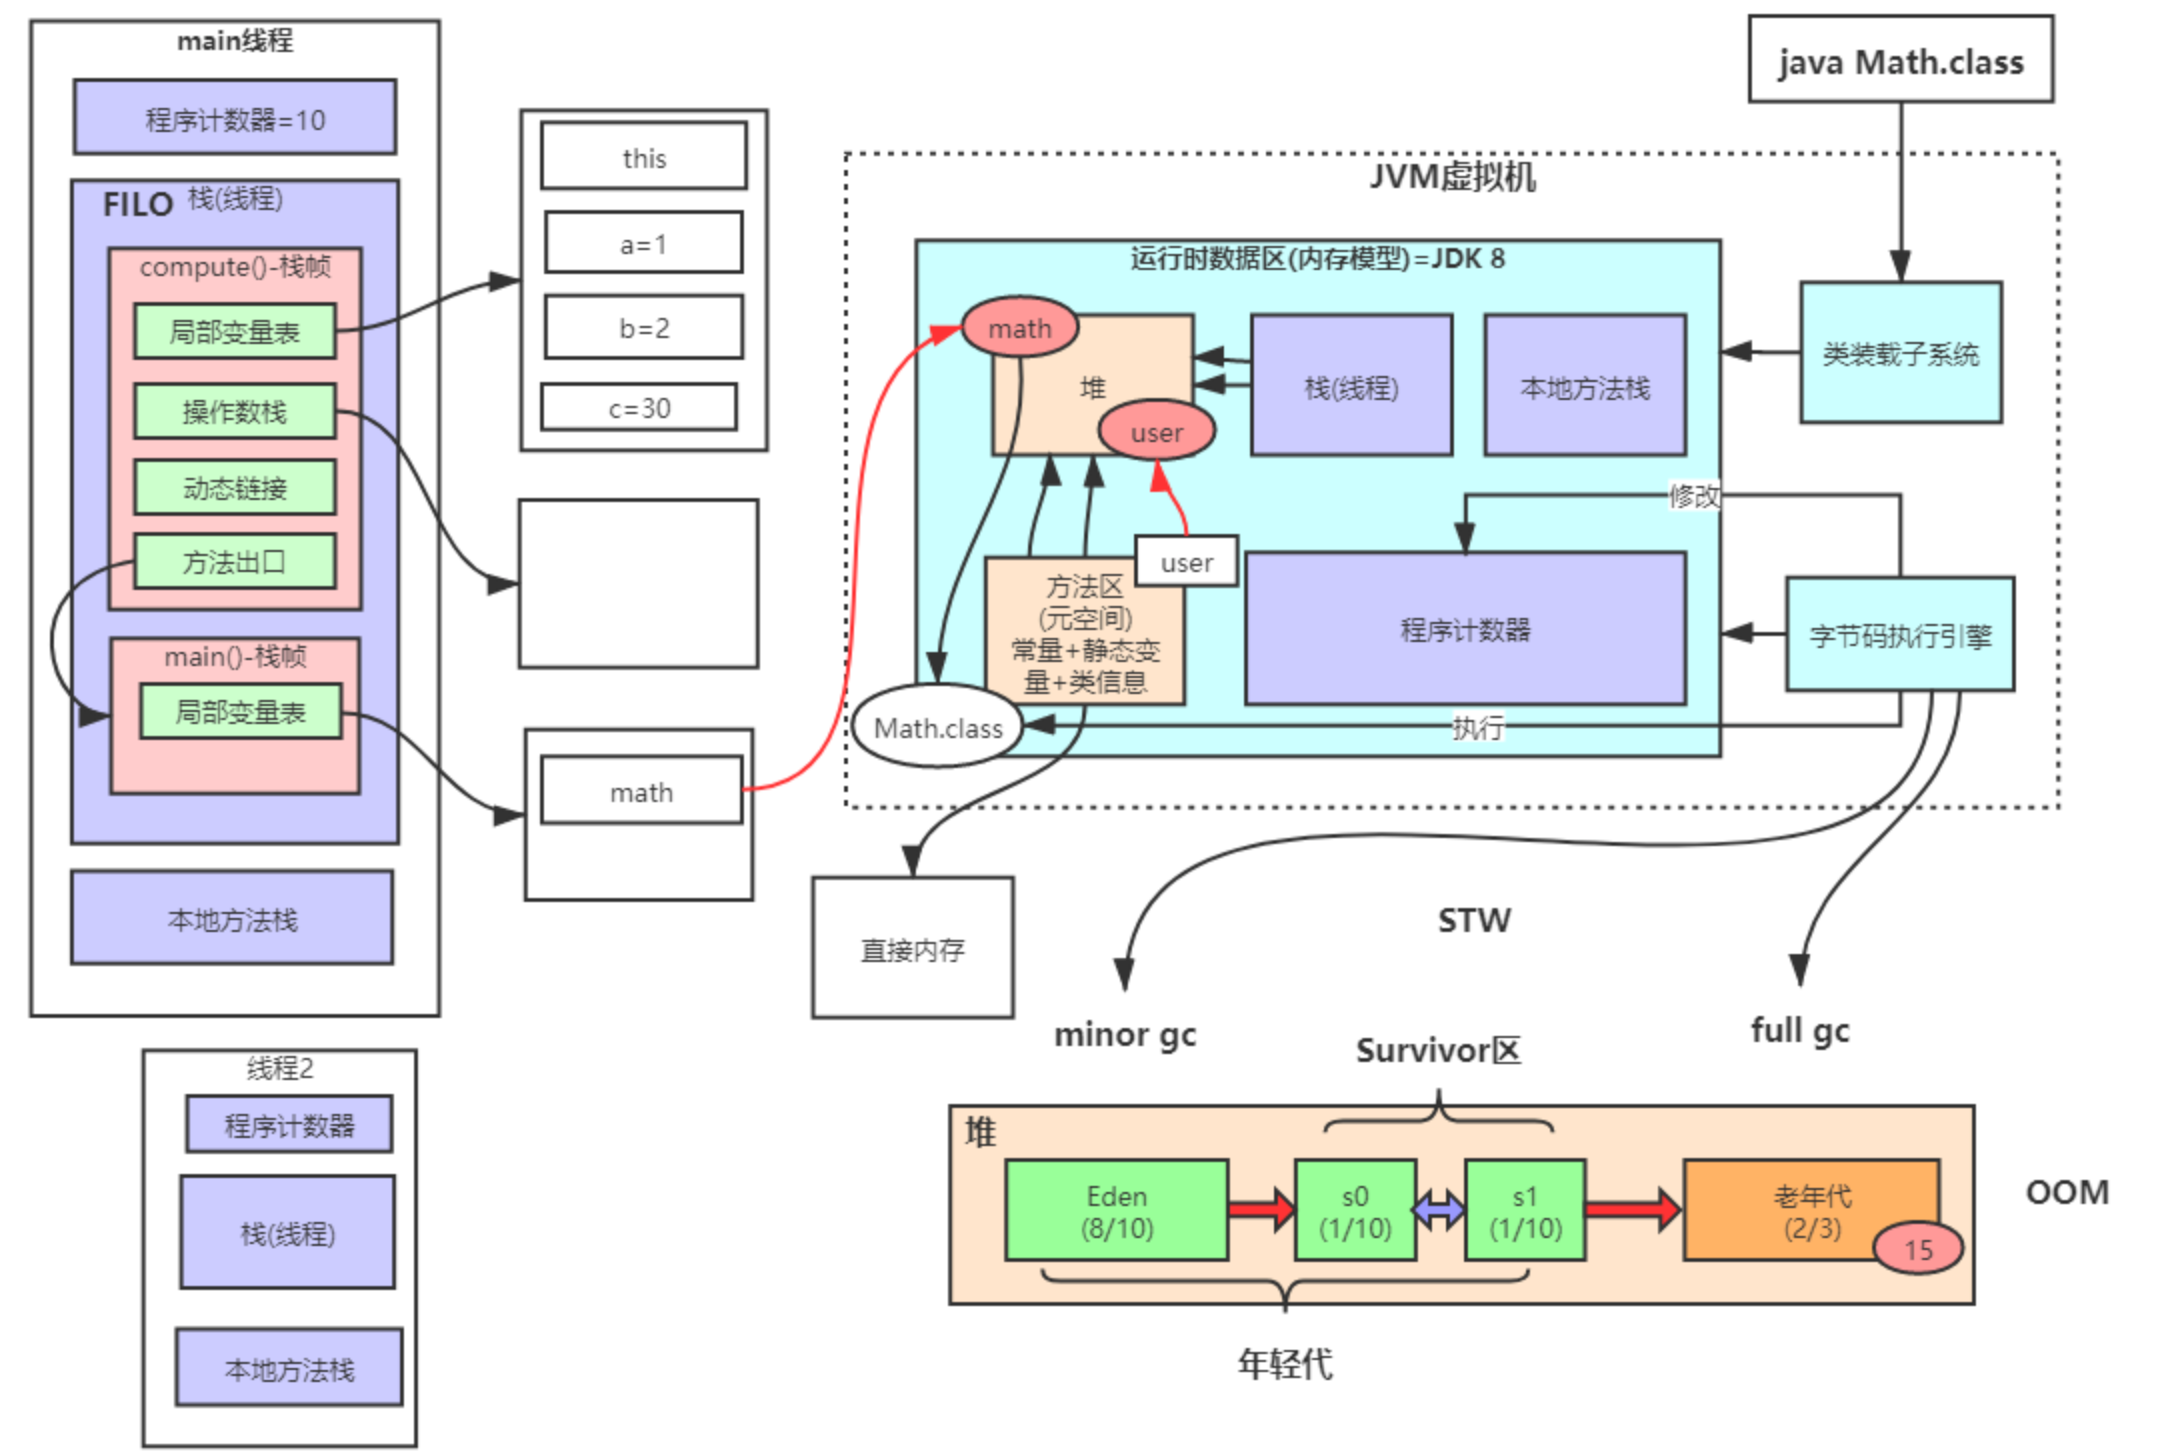 main线程
程序计数器=10
FILO 栈(线程)
compute()-栈帧
局部变量表
操作数栈
动态链接
方法出口
main()-栈帧
局部变量表
本地方法栈
线程2
程序计数器
栈(线程)
本地方法栈
this
a=1
b=2
c=30
math
java Math.class
JVM虚拟机
运行时数据区(内存模型)=JDK 8
math
堆
user
栈(线程)
本地方法栈
类装载子系统
修改
user
方法区
(元空间)
常量+静态变
量+类信息
程序计数器
字节码执行引擎
Math.class
执行
直接内存
STW
minor gc
full gc
Survivor区
堆
Eden
(8/10)
s0
(1/10)
s1
(1/10)
老年代
(2/3)
15
OOM
年轻代